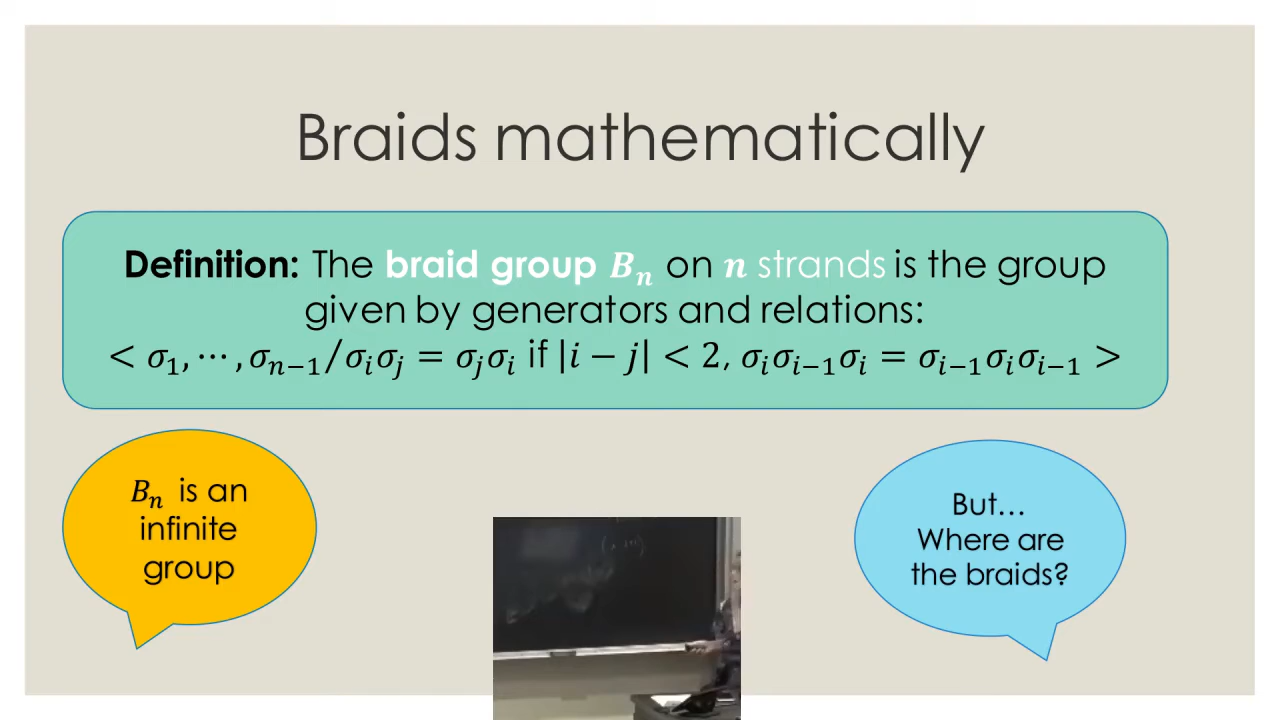 Braids mathematically
Definition: The braid group Bₙ on n strands is the group
given by generators and relations:
< σ₁, ⋯ , σₙ₋₁/σᵢσⱼ = σⱼσᵢ if |i − j| < 2, σᵢσᵢ₋₁σᵢ = σᵢ₋₁σᵢσᵢ₋₁ >
Bₙ is an
infinite
group
But…
Where are
the braids?